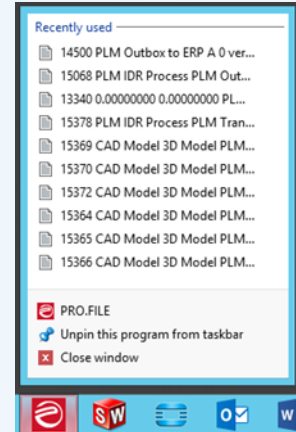 Recently used
14500 PLM Outbox to ERP A 0 ver...
15068 PLM IDR Process PLM Out...
13340 0.00000000 0.00000000 PL...
15378 PLM IDR Process PLM Tran...
15369 CAD Model 3D Model PLM...
15370 CAD Model 3D Model PLM...
15372 CAD Model 3D Model PLM...
15364 CAD Model 3D Model PLM...
15365 CAD Model 3D Model PLM...
15366 CAD Model 3D Model PLM...
PRO.FILE
Unpin this program from taskbar
Close window
SW O W